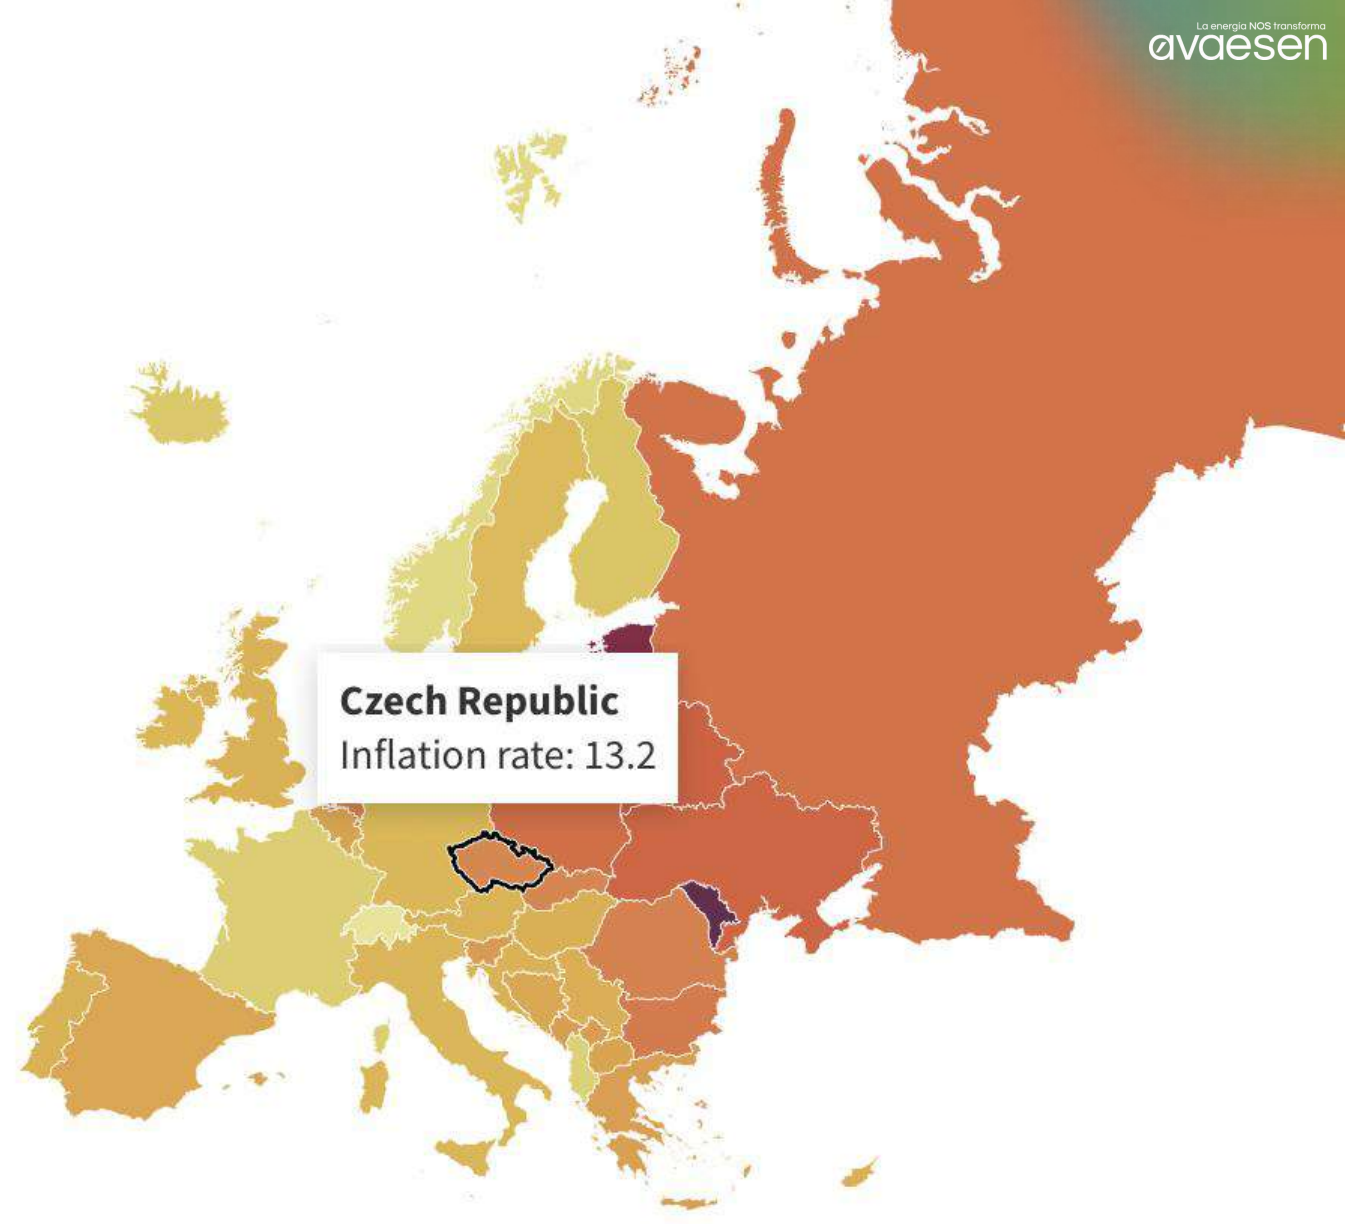 La energía NOS transforma
avaesen
Czech Republic
Inflation rate: 13.2